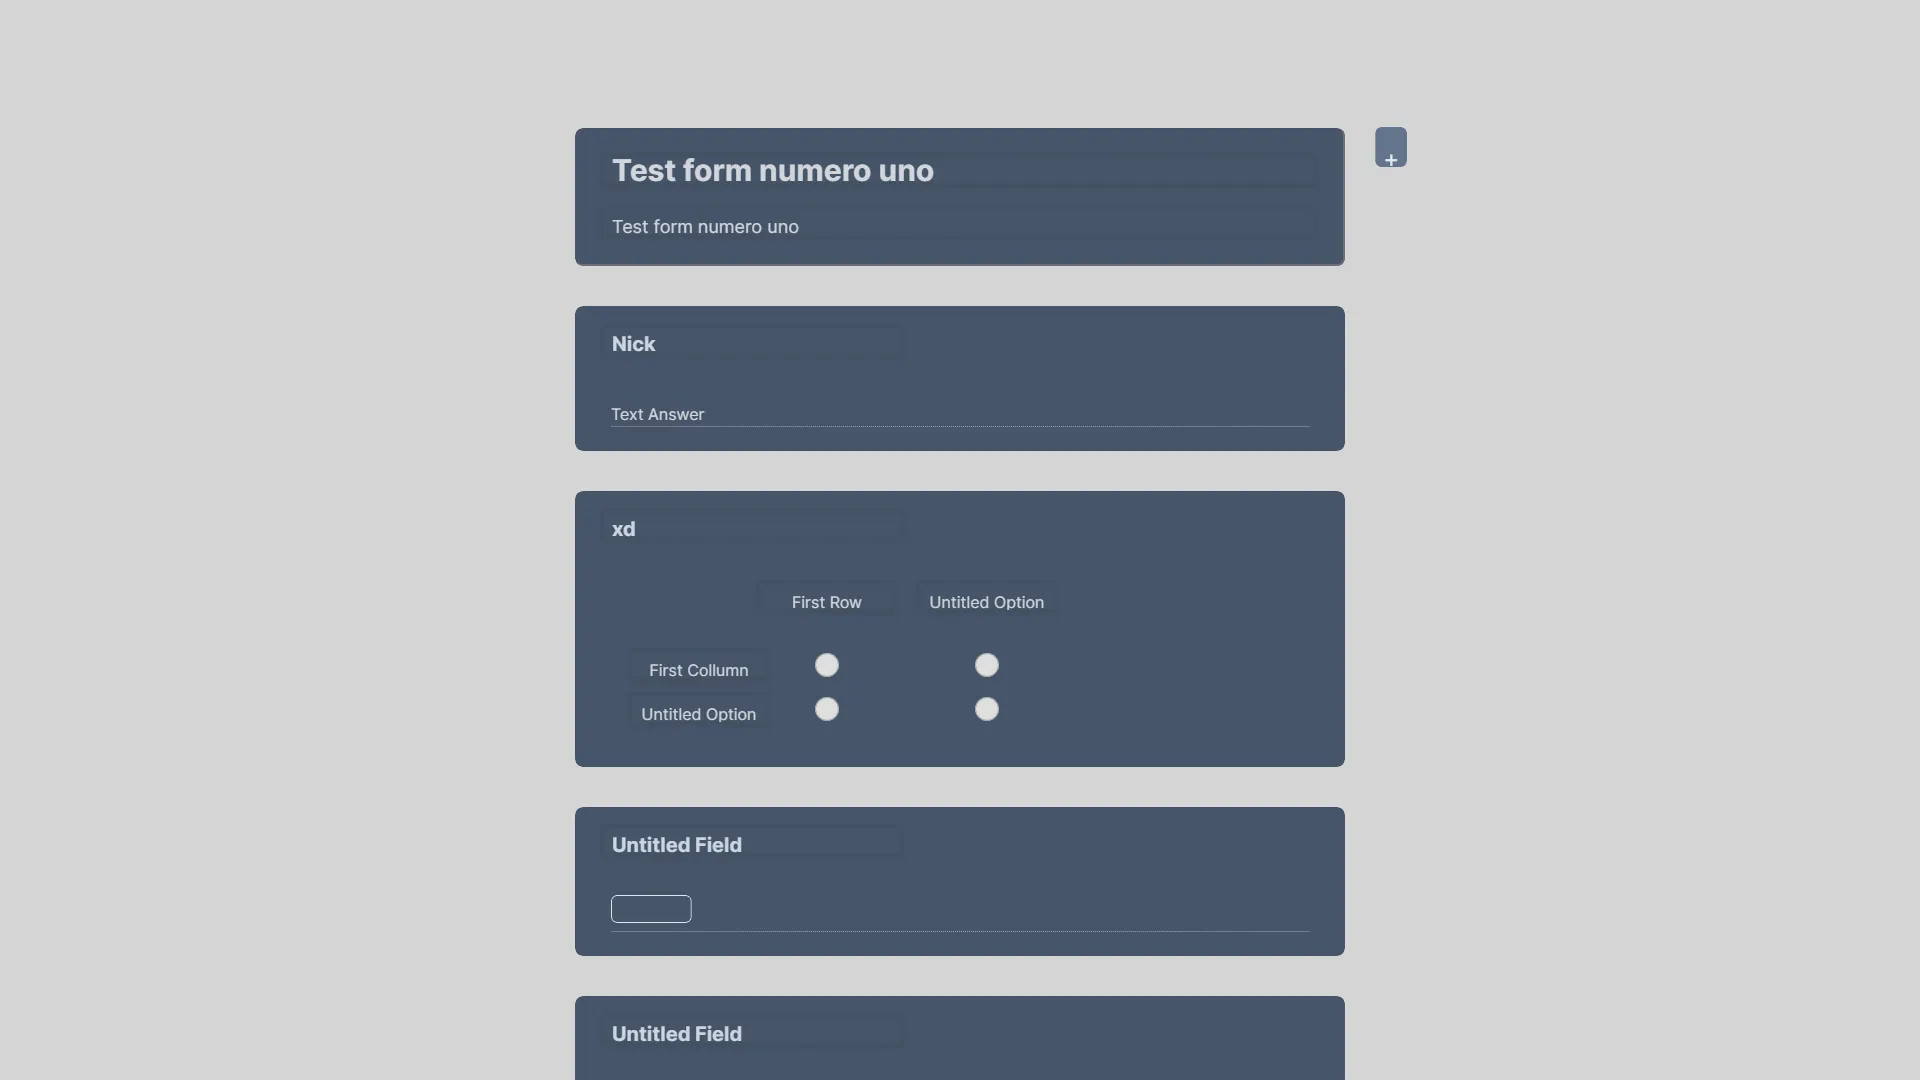 Test form numero uno
+
Test form numero uno
Nick
Text Answer
xd
First Row Untitled Option
First Collumn
Untitled Option
Untitled Field
Untitled Field